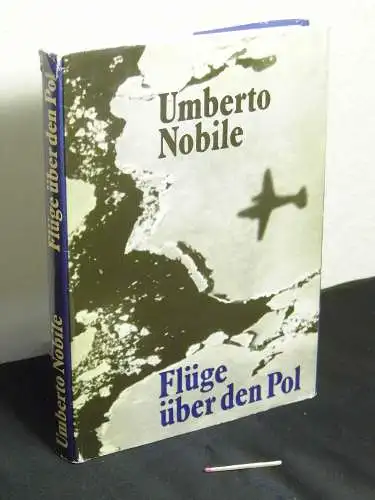 Umberto
Nobile
Flüge
über den Pol
Umberto Nobile Flüge über den Pol